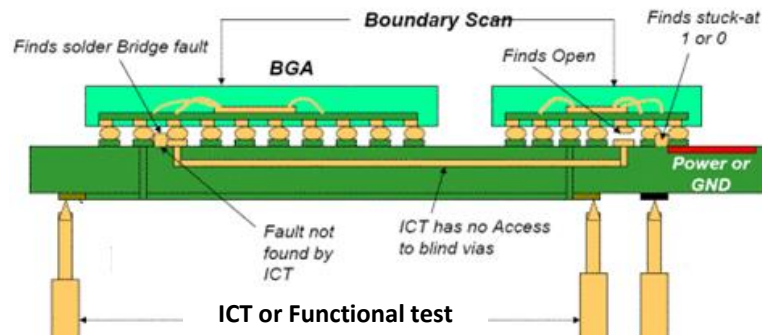 Boundary Scan
Finds stuck-at
1 or 0
Finds solder Bridge fault
Finds Open
BGA
Power or
GND
Fault not
found by
ICT
ICT has no Access
to blind vias
ICT or Functional test